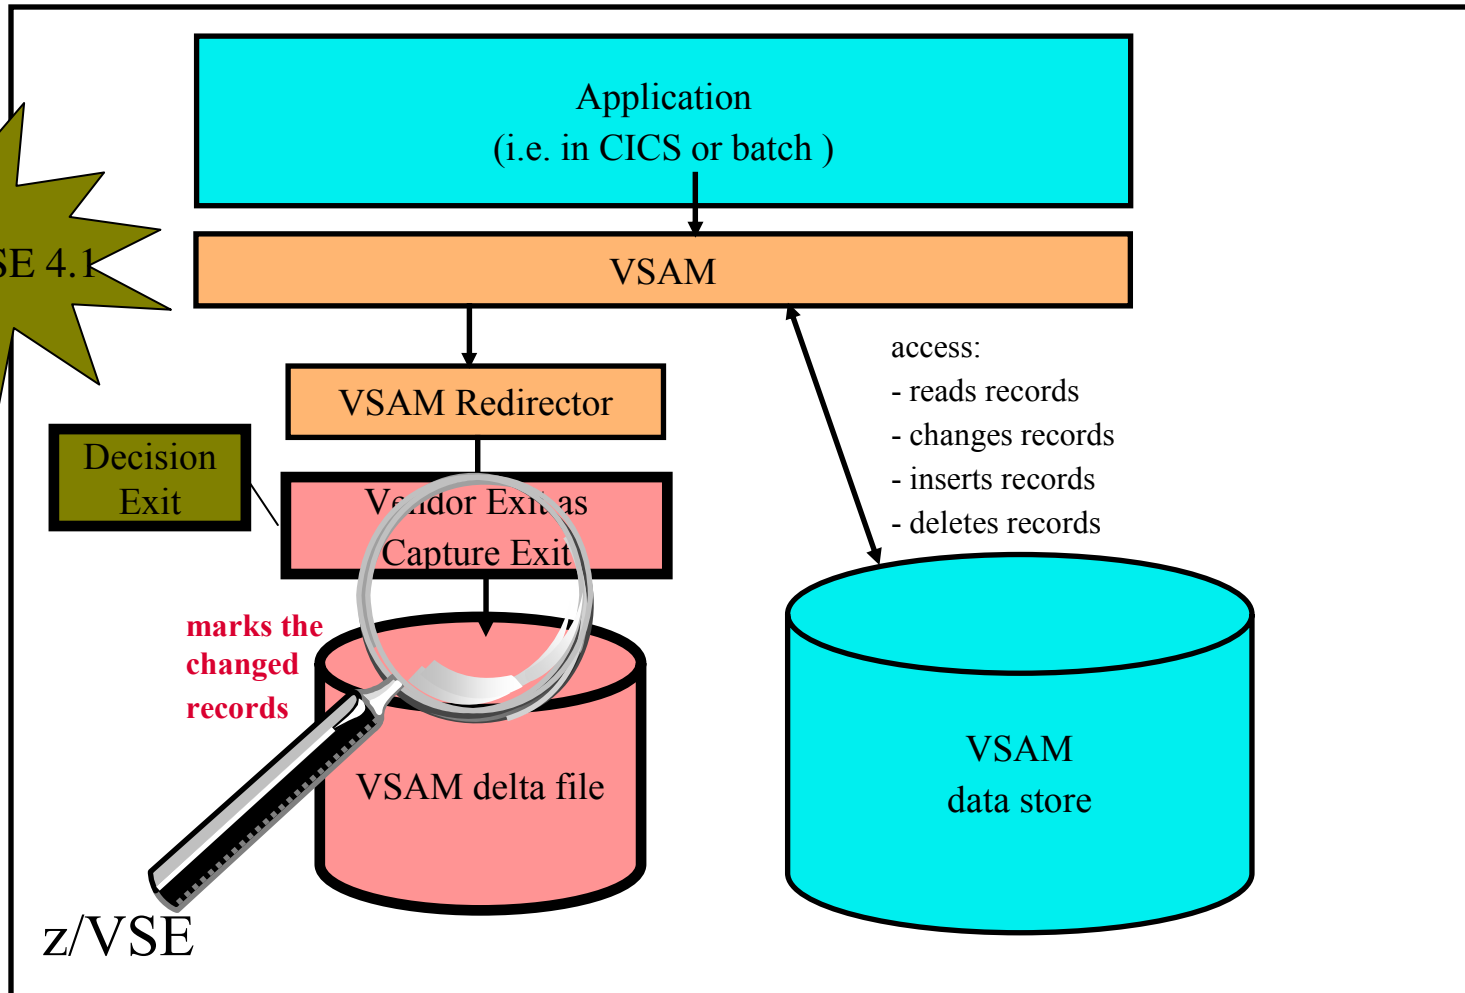 Application
(i.e. in CICS or batch )
SE 4.1
VSAM
access:
- reads records
- changes records
- inserts records
- deletes records
VSAM Redirector
Decision
Exit
Vendor Exit as
Capture Exit
marks the
changed
records
VSAM delta file
VSAM
data store
z/VSE